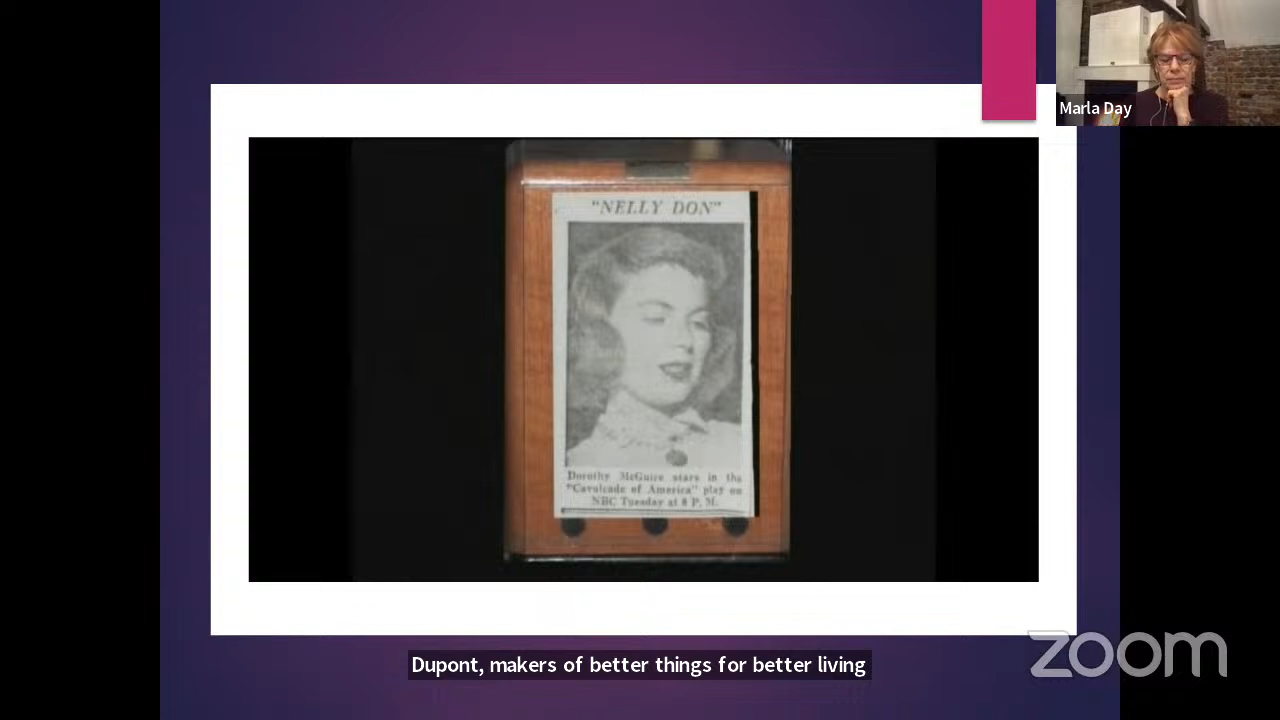 Marla Day
"NELLY DON"
Dorothy McGuire stars in the
"Cavalcade of America" play on
NBC Tuesday at 8 P. M.
zoom
Dupont, makers of better things for better living